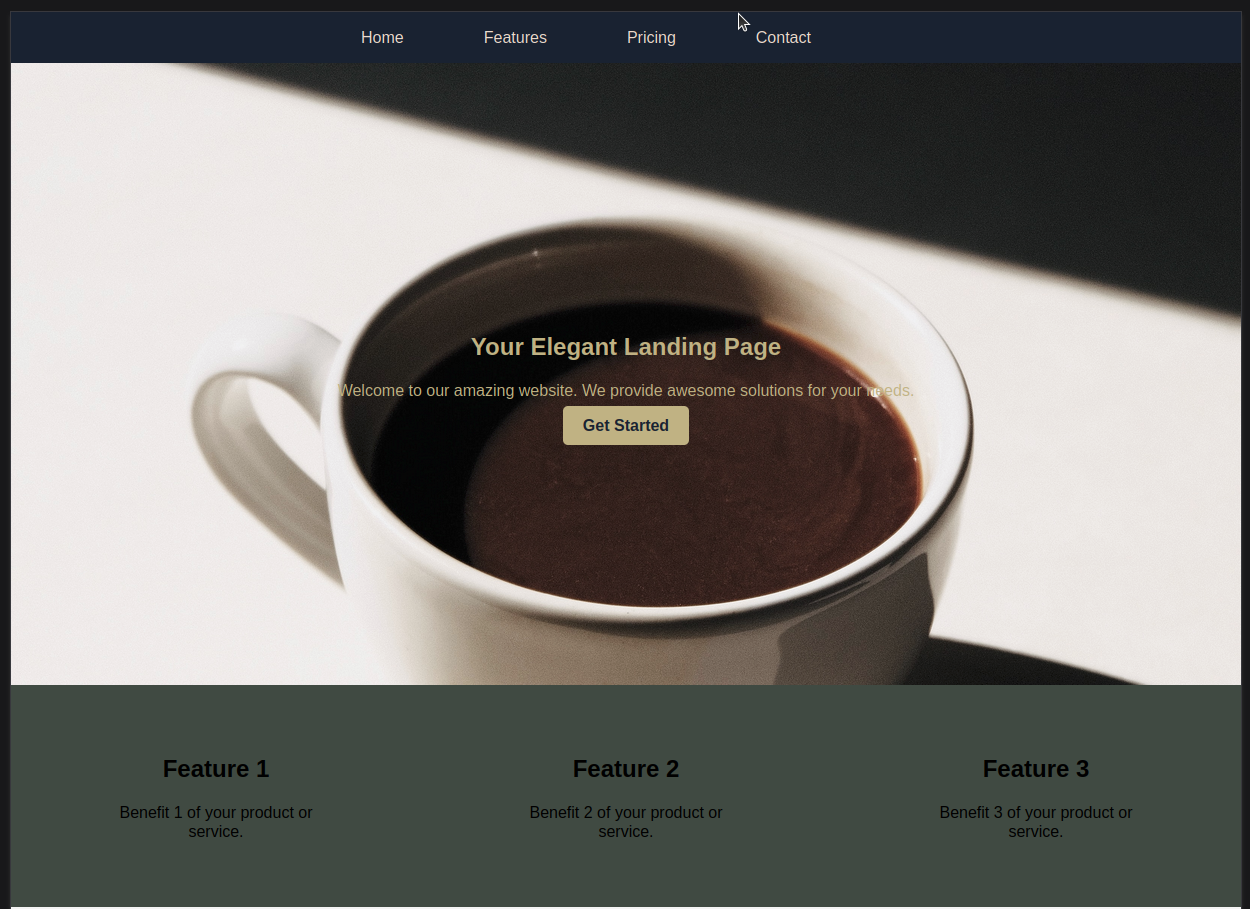 Home Features Pricing Contact
Your Elegant Landing Page
Welcome to our amazing website. We provide awesome solutions for your needs.
Get Started
Feature 1
Benefit 1 of your product or
service.
Feature 2
Benefit 2 of your product or
service.
Feature 3
Benefit 3 of your product or
service.